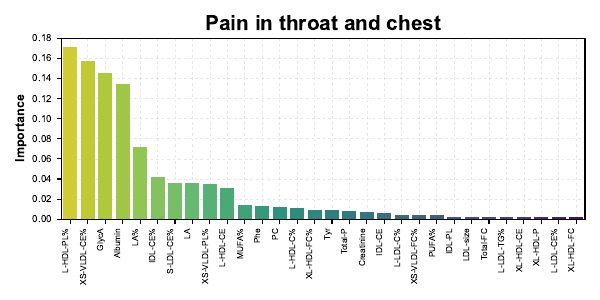 Pain in throat and chest
Importance
0.18
0.16
0.14
0.12
0.10
0.08
0.06
0.04
0.02
0.00
L-HDL-PL%
XS-VLDL-CE%
GlycA
Albumin
LA%
IDL-CE%
S-LDL-CE%
LA
XS-VLDL-PL%
L-HDL-CE
MUFA%
Phe
PC
L-HDL-C%
XL-HDL-FC%
Tyr
Total-P
Creatinine
IDL-CE
L-LDL-C%
XS-VLDL-FC%
PUFA%
IDL-PL
LDL-size
Total-FC
L-LDL-TG%
XL-HDL-CE
XL-HDL-P
L-LDL-CE%
XL-HDL-FC